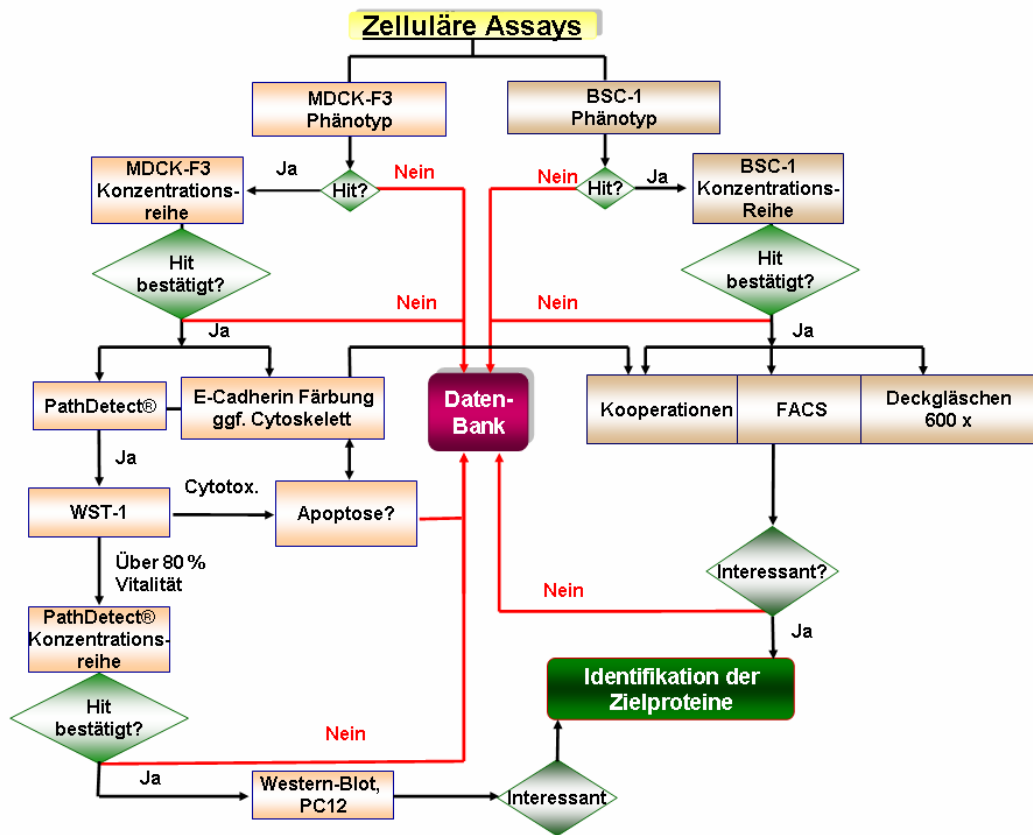 Zelluläre Assays
MDCK-F3
Phänotyp
BSC-1
Phänotyp
Ja
Hit?
Nein
Nein
Hit?
Ja
MDCK-F3
Konzentrations-
reihe
BSC-1
Konzentrations-
Reihe
Hit
bestätigt?
Hit
bestätigt?
Nein
Nein
Ja
Ja
PathDetect®
E-Cadherin Färbung
ggf. Cytoskelett
Daten-
Bank
Kooperationen
FACS
Deckgläschen
600 x
Ja
Cytotox.
WST-1
Apoptose?
Über 80 %
Vitalität
Interessant?
Nein
Ja
PathDetect®
Konzentrations-
reihe
Identifikation der
Zielproteine
Hit
bestätigt?
Nein
Ja
Western-Blot,
PC12
Interessant